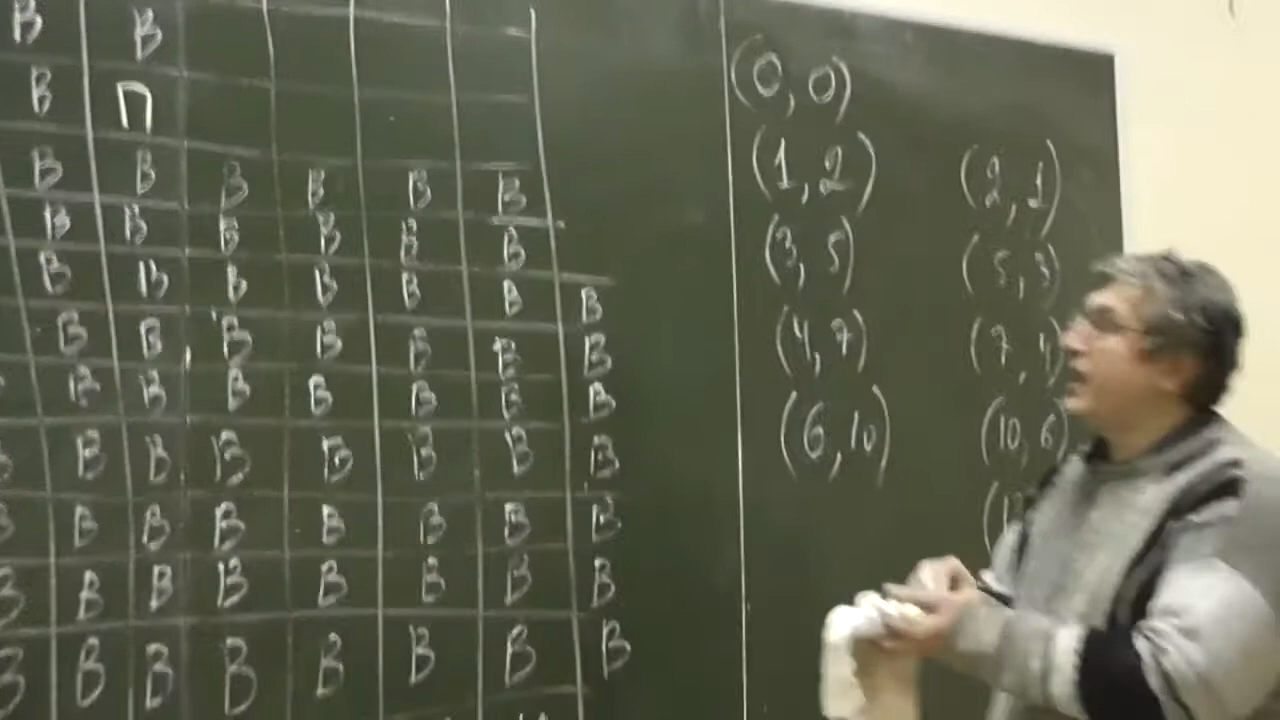 В В
В П
В В В В В В
В В В В В В
В В В В В В В
В В В В В В В
В В В В В В В
В В В В В В В
В В В В В В В В
В В В В В В В В
В В В В В В В В
(0, 0)
(1, 2) (2, 1)
(3, 5) (5, 3)
(4, 7) (7, 4)
(6, 10) (10, 6)